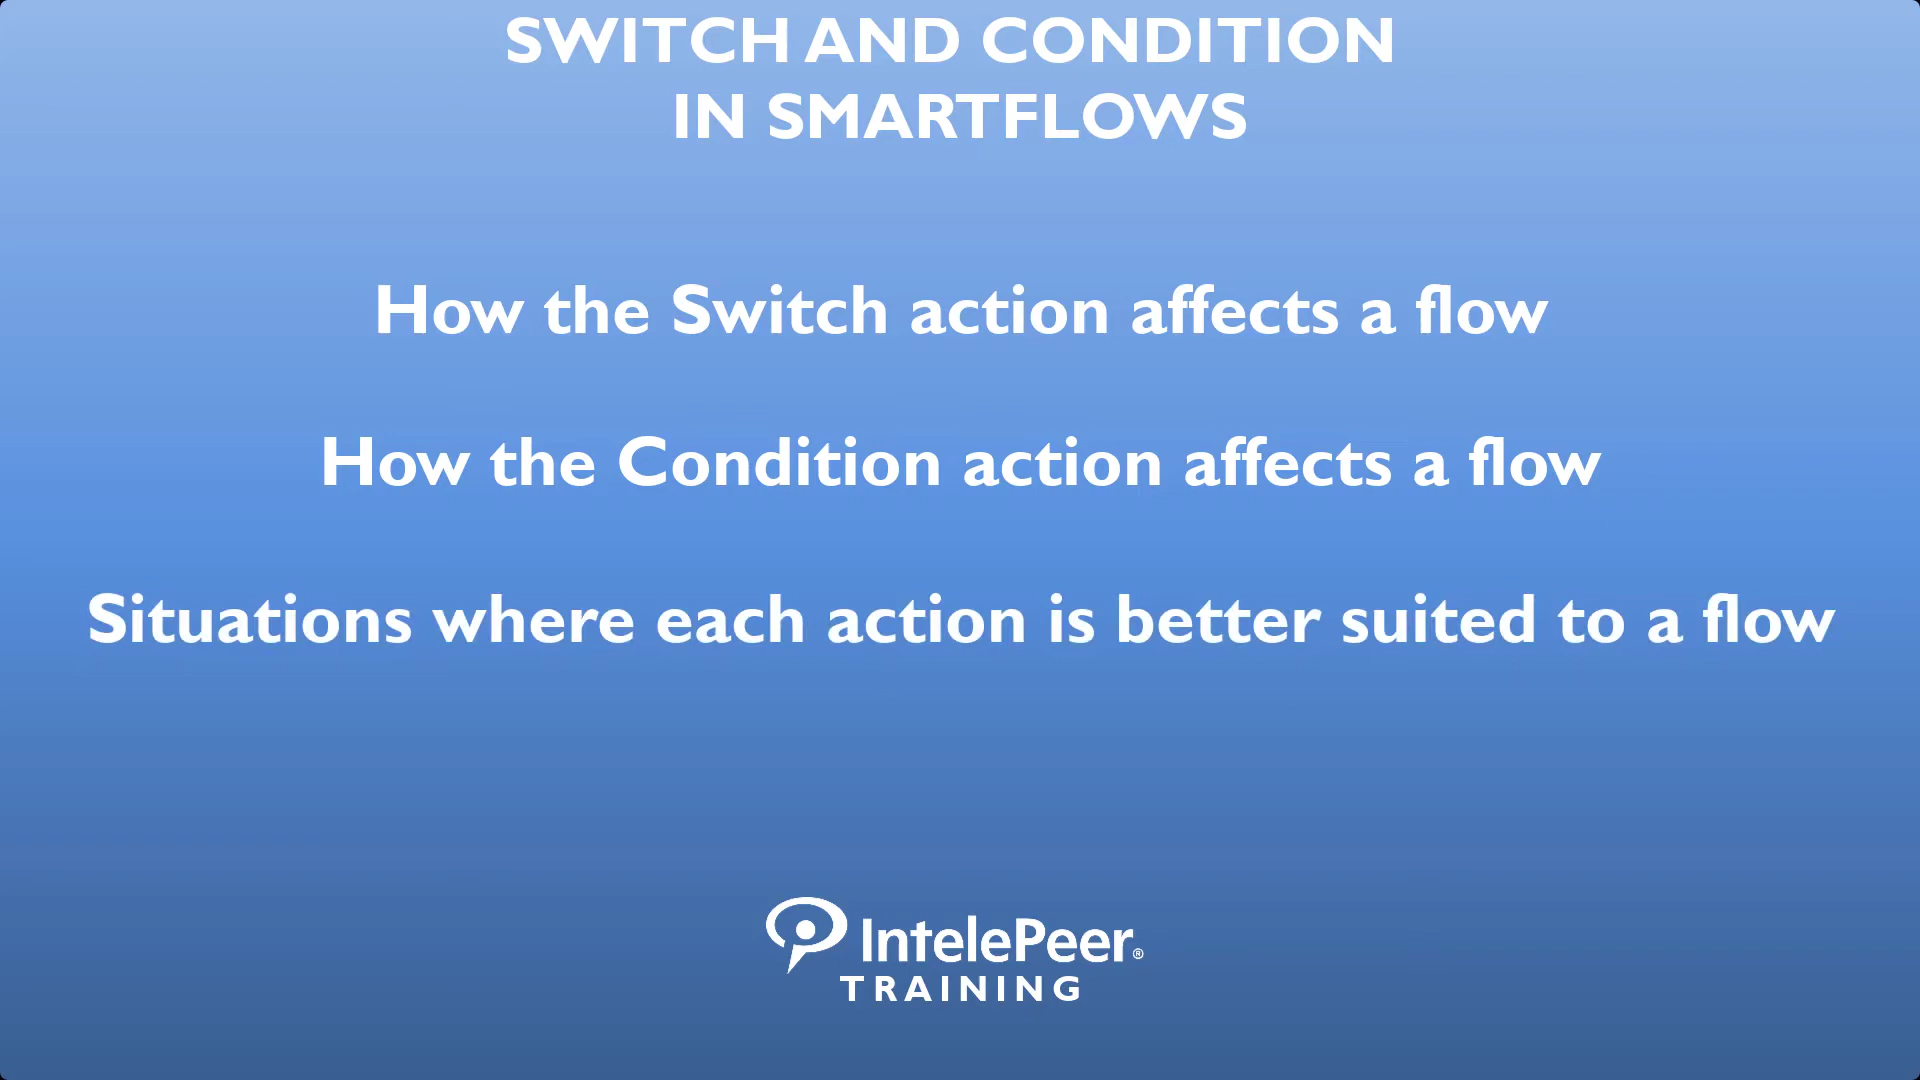 SWITCH AND CONDITION
IN SMARTFLOWS
How the Switch action affects a flow
How the Condition action affects a flow
Situations where each action is better suited to a flow
IntelePeer®
TRAINING